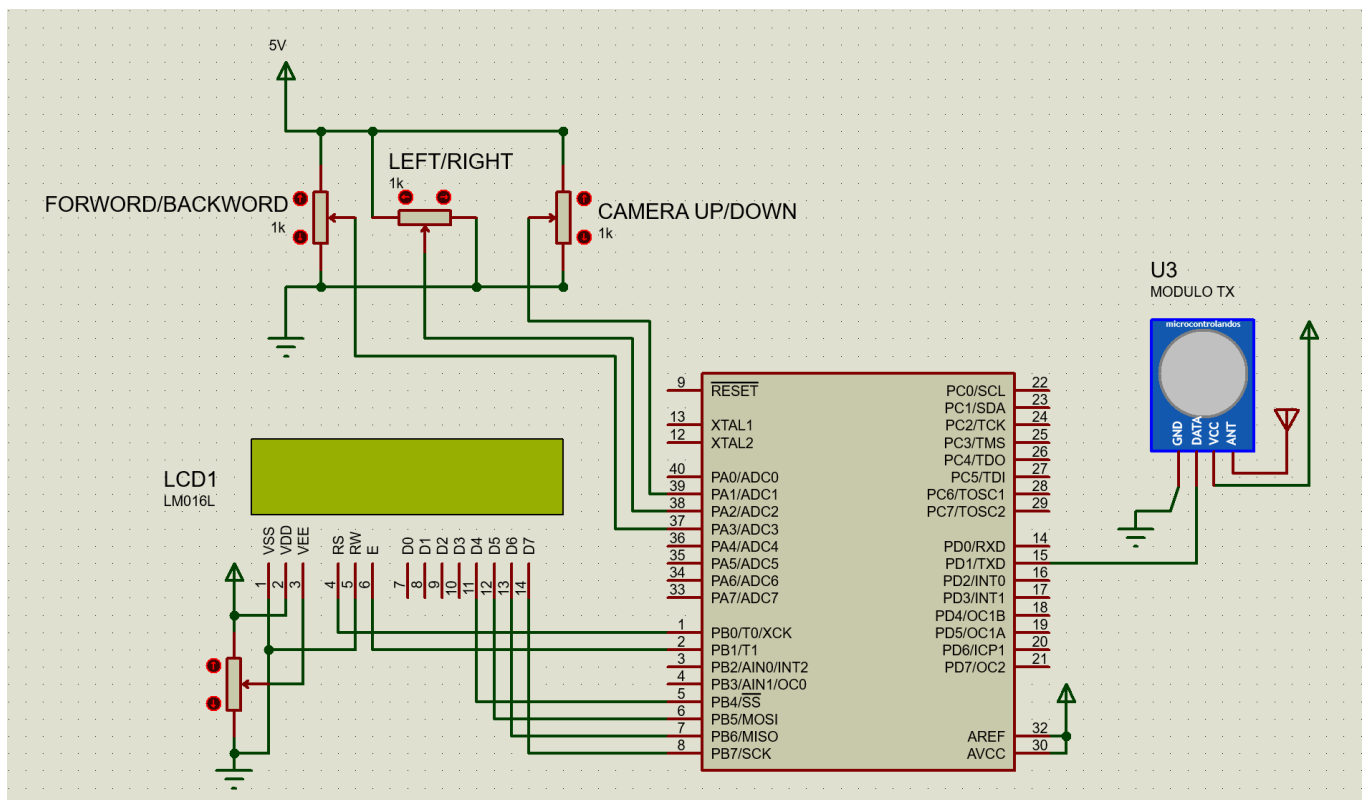 5V
LEFT/RIGHT
1k
FORWORD/BACKWORD
1k
CAMERA UP/DOWN
1k
U3
MODULO TX
microcontrolandos
GND
DATA
VCC
ANT
LCD1
LM016L
VSS
VDD
VEE
RS
RW
E
D0
D1
D2
D3
D4
D5
D6
D7
1
2
3
4
5
6
7
8
9
10
11
12
13
14
9 RESET
13 XTAL1
12 XTAL2
40 PA0/ADC0
39 PA1/ADC1
38 PA2/ADC2
37 PA3/ADC3
36 PA4/ADC4
35 PA5/ADC5
34 PA6/ADC6
33 PA7/ADC7
1 PB0/T0/XCK
2 PB1/T1
3 PB2/AIN0/INT2
4 PB3/AIN1/OC0
5 PB4/SS
6 PB5/MOSI
7 PB6/MISO
8 PB7/SCK
PC0/SCL 22
PC1/SDA 23
PC2/TCK 24
PC3/TMS 25
PC4/TDO 26
PC5/TDI 27
PC6/TOSC1 28
PC7/TOSC2 29
PD0/RXD 14
PD1/TXD 15
PD2/INT0 16
PD3/INT1 17
PD4/OC1B 18
PD5/OC1A 19
PD6/ICP1 20
PD7/OC2 21
AREF 32
AVCC 30